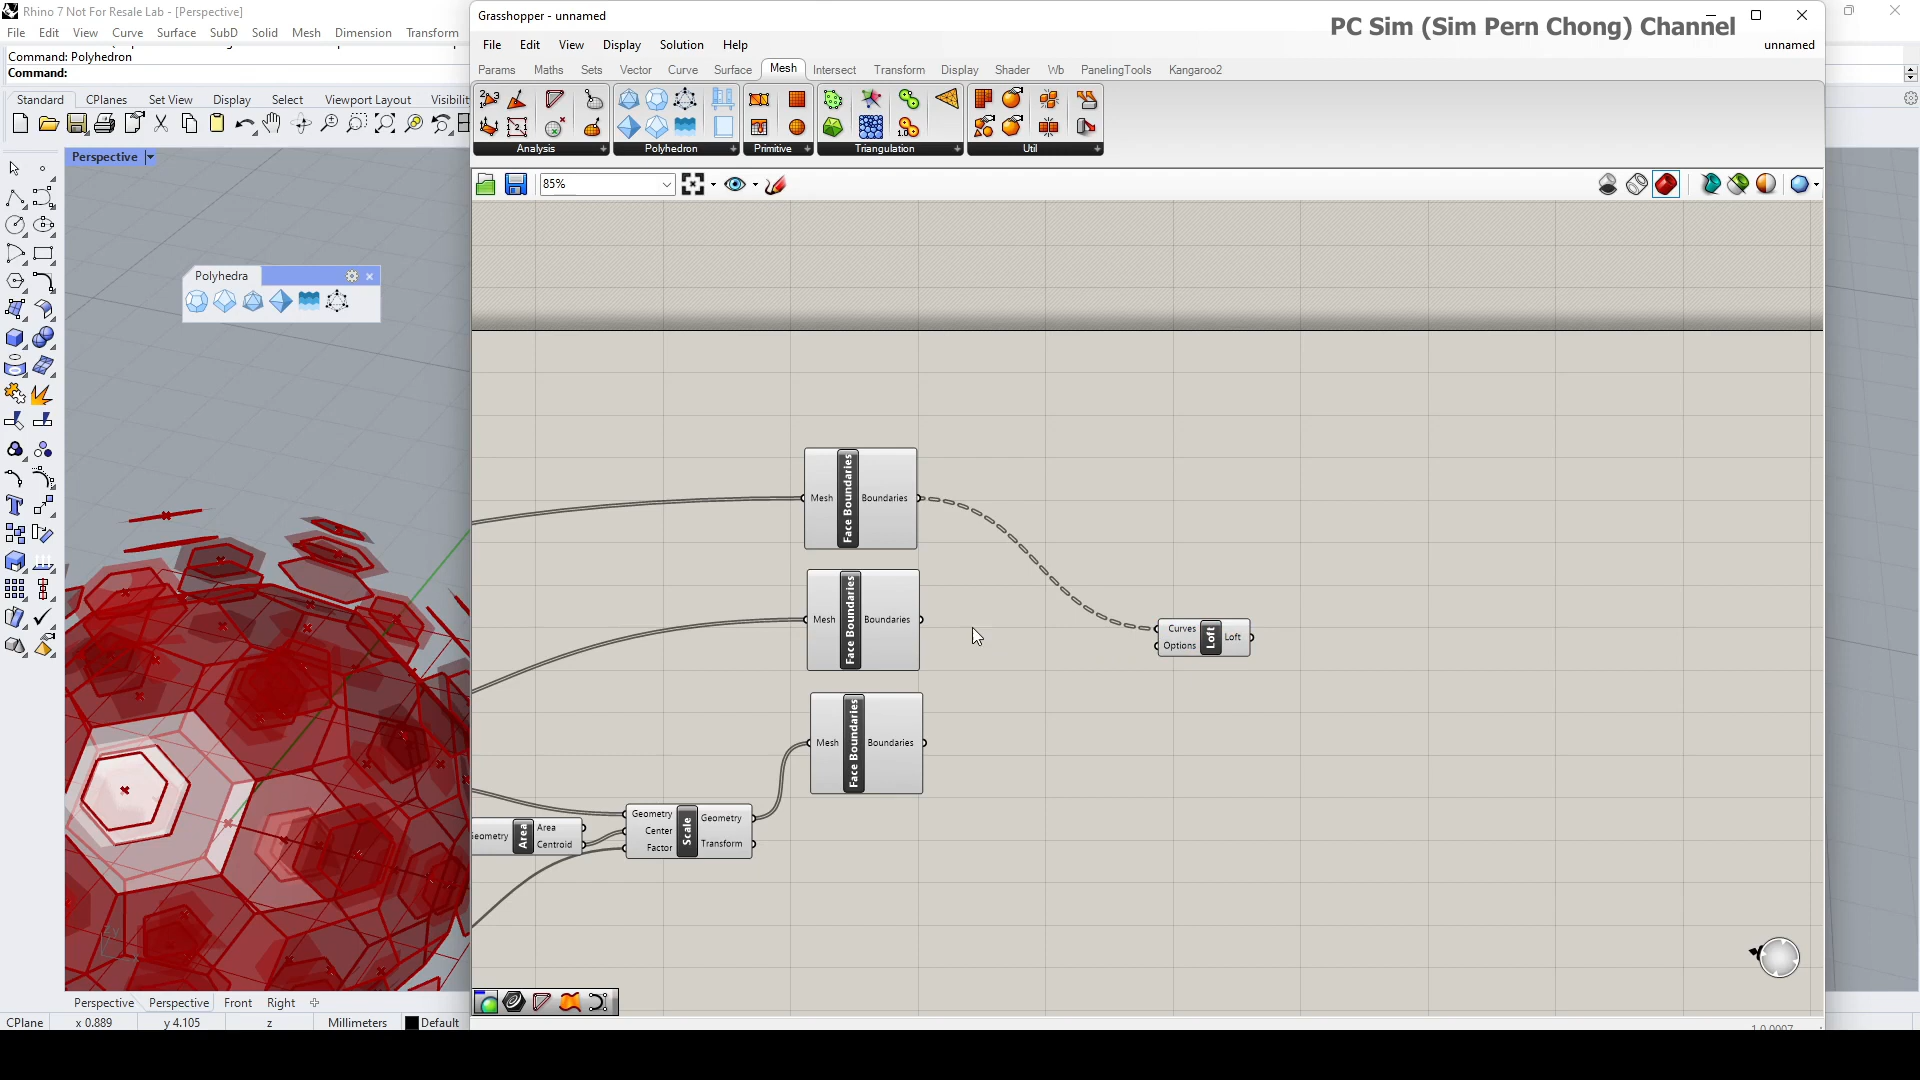 Rhino 7 Not For Resale Lab - [Perspective]
File Edit View Curve Surface SubD Solid Mesh Dimension Transform
Command: Polyhedron
Command:
Standard CPlanes Set View Display Select Viewport Layout Visibilit
Perspective
Polyhedra
Grasshopper - unnamed
PC Sim (Sim Pern Chong) Channel
File Edit View Display Solution Help
unnamed
Params Maths Sets Vector Curve Surface Mesh Intersect Transform Display Shader Wb PanelingTools Kangaroo2
Analysis Polyhedron Primitive Triangulation Util
85%
Mesh Face Boundaries Boundaries
Mesh Face Boundaries Boundaries
Mesh Face Boundaries Boundaries
Curves
Options
Loft
Loft
Geometry
Area
Area
Centroid
Geometry
Center
Factor
Scale
Geometry
Transform
Perspective Perspective Front Right
CPlane x 0.889 y 4.105 z Millimeters Default